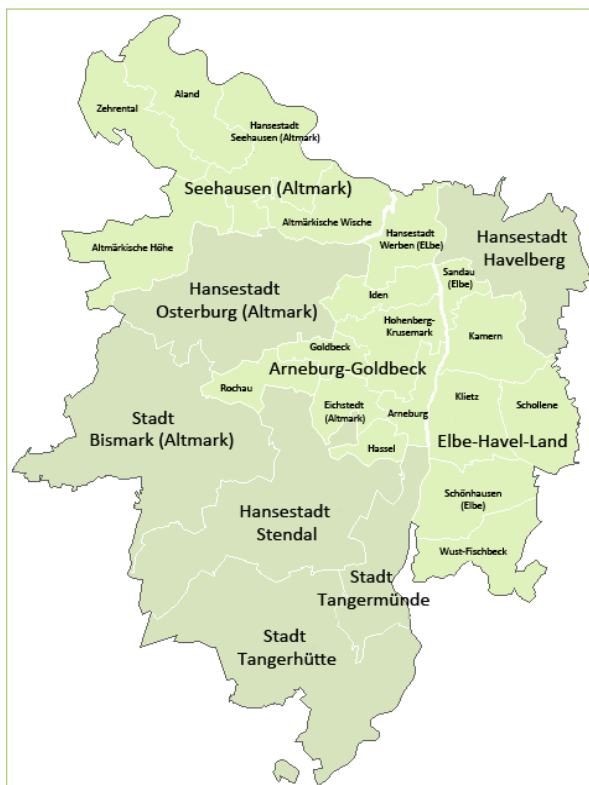 Aland
Zehrental
Hansestadt
Seehausen (Altmark)
Seehausen (Altmark)
Altmärkische Wische
Hansestadt
Werben (ELbe)
Hansestadt
Havelberg
Altmärkische Höhe
Sandau
(Elbe)
Hansestadt
Osterburg (Altmark)
Iden
Hohenberg-
Krusemark
Kamern
Goldbeck
Arneburg-Goldbeck
Rochau
Eichstedt
(Altmark)
Arneburg
Klietz
Schollene
Stadt
Bismark (Altmark)
Elbe-Havel-Land
Hassel
Schönhausen
(Elbe)
Hansestadt
Stendal
Wust-Fischbeck
Stadt
Tangermünde
Stadt
Tangerhütte